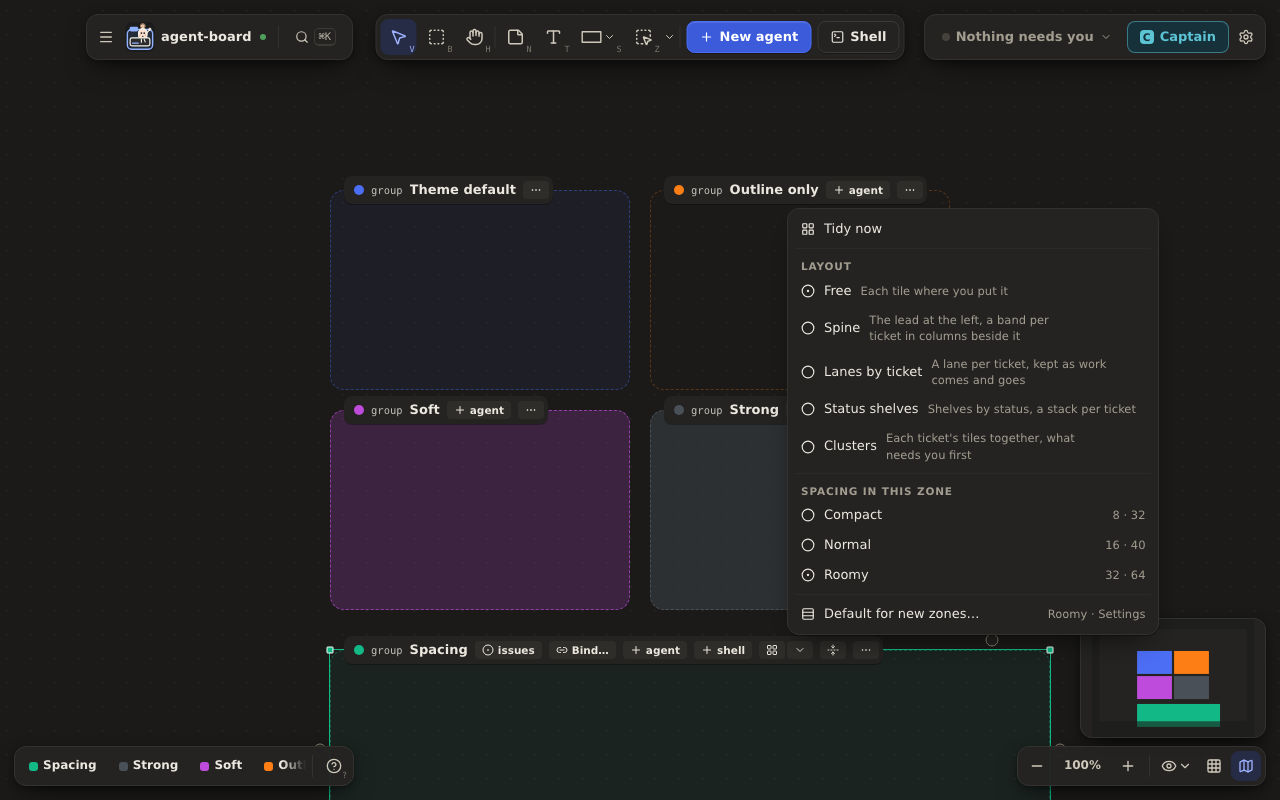 agent-board
⌘K
V
B
H
N
T
S
Z
New agent
Shell
Nothing needs you
C Captain
group Theme default ...
group Outline only + agent ...
Tidy now
LAYOUT
Free Each tile where you put it
Spine The lead at the left, a band per
ticket in columns beside it
Lanes by ticket A lane per ticket, kept as work
comes and goes
Status shelves Shelves by status, a stack per ticket
Clusters Each ticket's tiles together, what
needs you first
group Soft + agent ...
group Strong
SPACING IN THIS ZONE
Compact 8 · 32
Normal 16 · 40
Roomy 32 · 64
Default for new zones... Roomy · Settings
group Spacing issues Bind... + agent + shell ...
Spacing
Strong
Soft
Out
?
100%